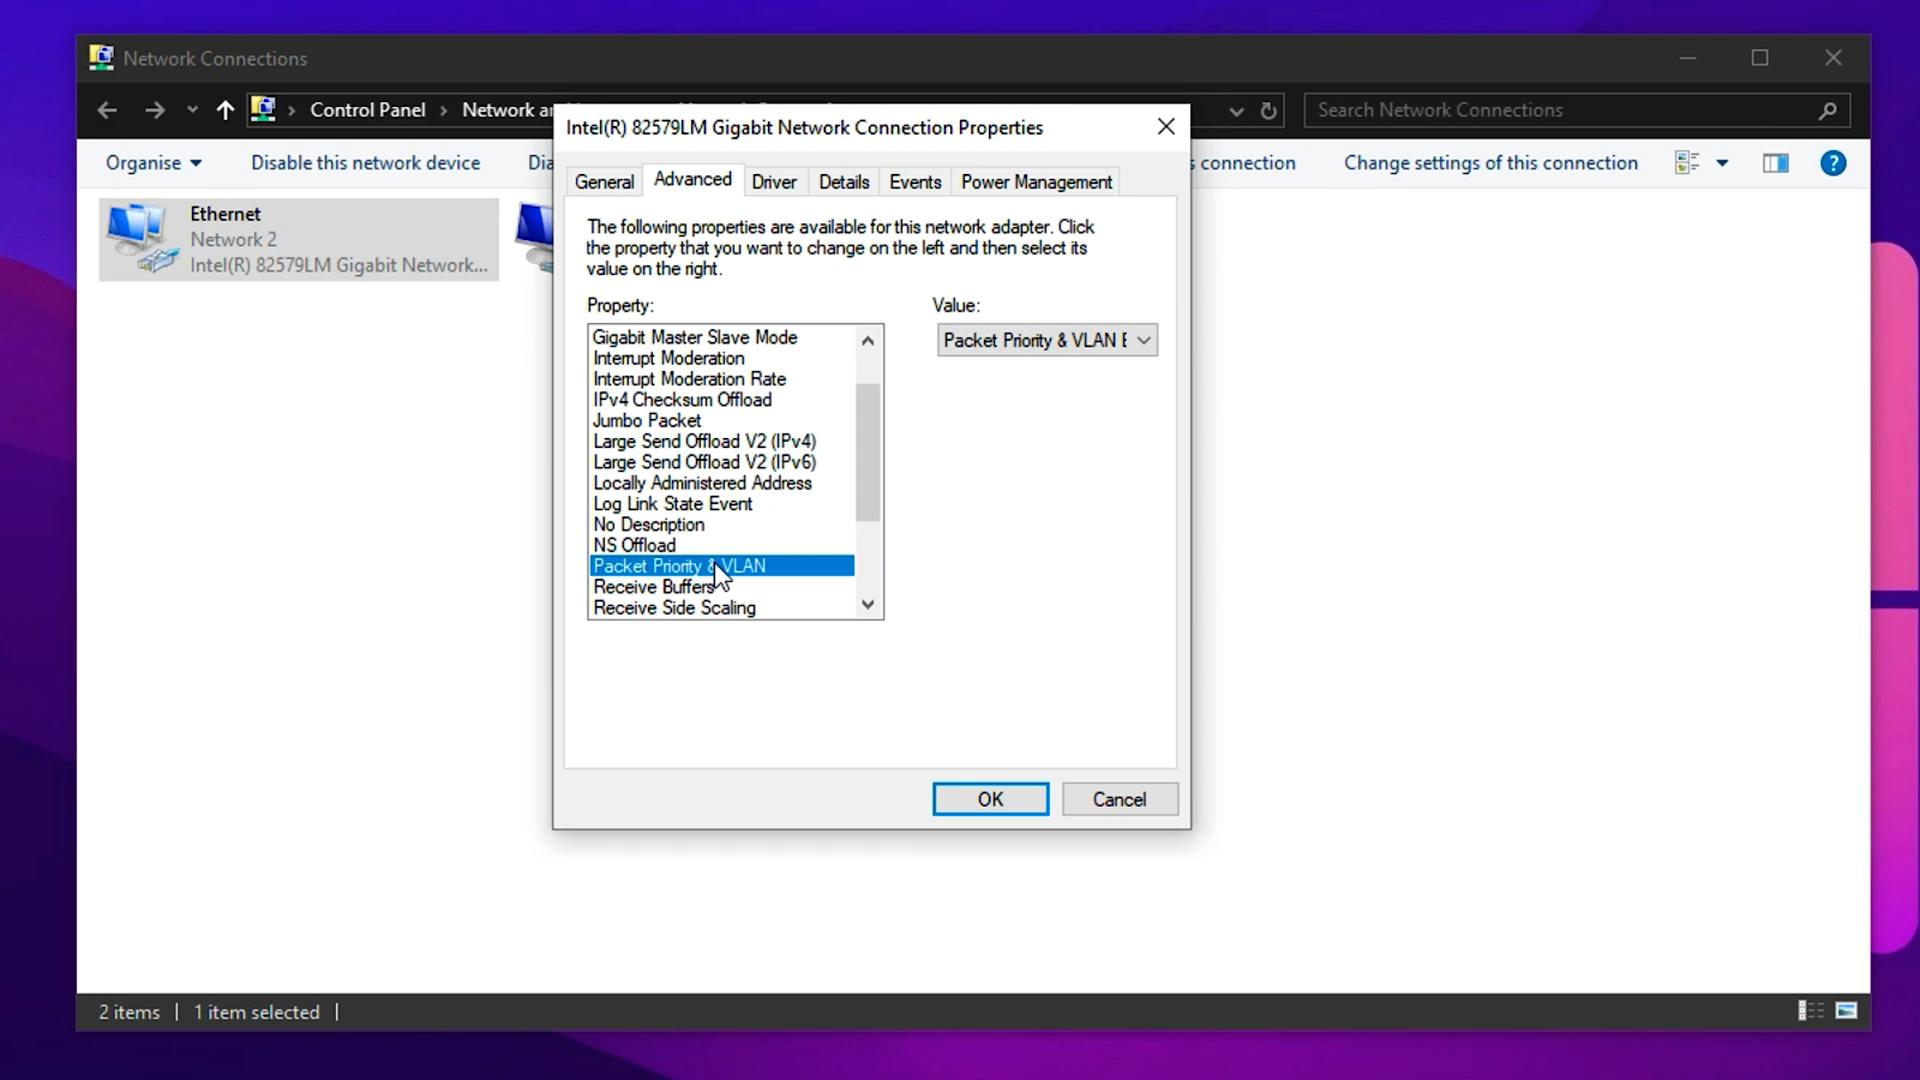 Network Connections
Control Panel
Network
Search Network Connections
Organise
Disable this network device
connection
Change settings of this connection
Ethernet
Network 2
Intel(R) 82579LM Gigabit Network...
Intel(R) 82579LM Gigabit Network Connection Properties
General Advanced Driver Details Events Power Management
The following properties are available for this network adapter. Click
the property that you want to change on the left and then select its
value on the right.
Property:
Value:
Gigabit Master Slave Mode
Interrupt Moderation
Interrupt Moderation Rate
IPv4 Checksum Offload
Jumbo Packet
Large Send Offload V2 (IPv4)
Large Send Offload V2 (IPv6)
Locally Administered Address
Log Link State Event
No Description
NS Offload
Packet Priority & VLAN
Receive Buffers
Receive Side Scaling
Packet Priority & VLAN E
OK
Cancel
2 items
1 item selected